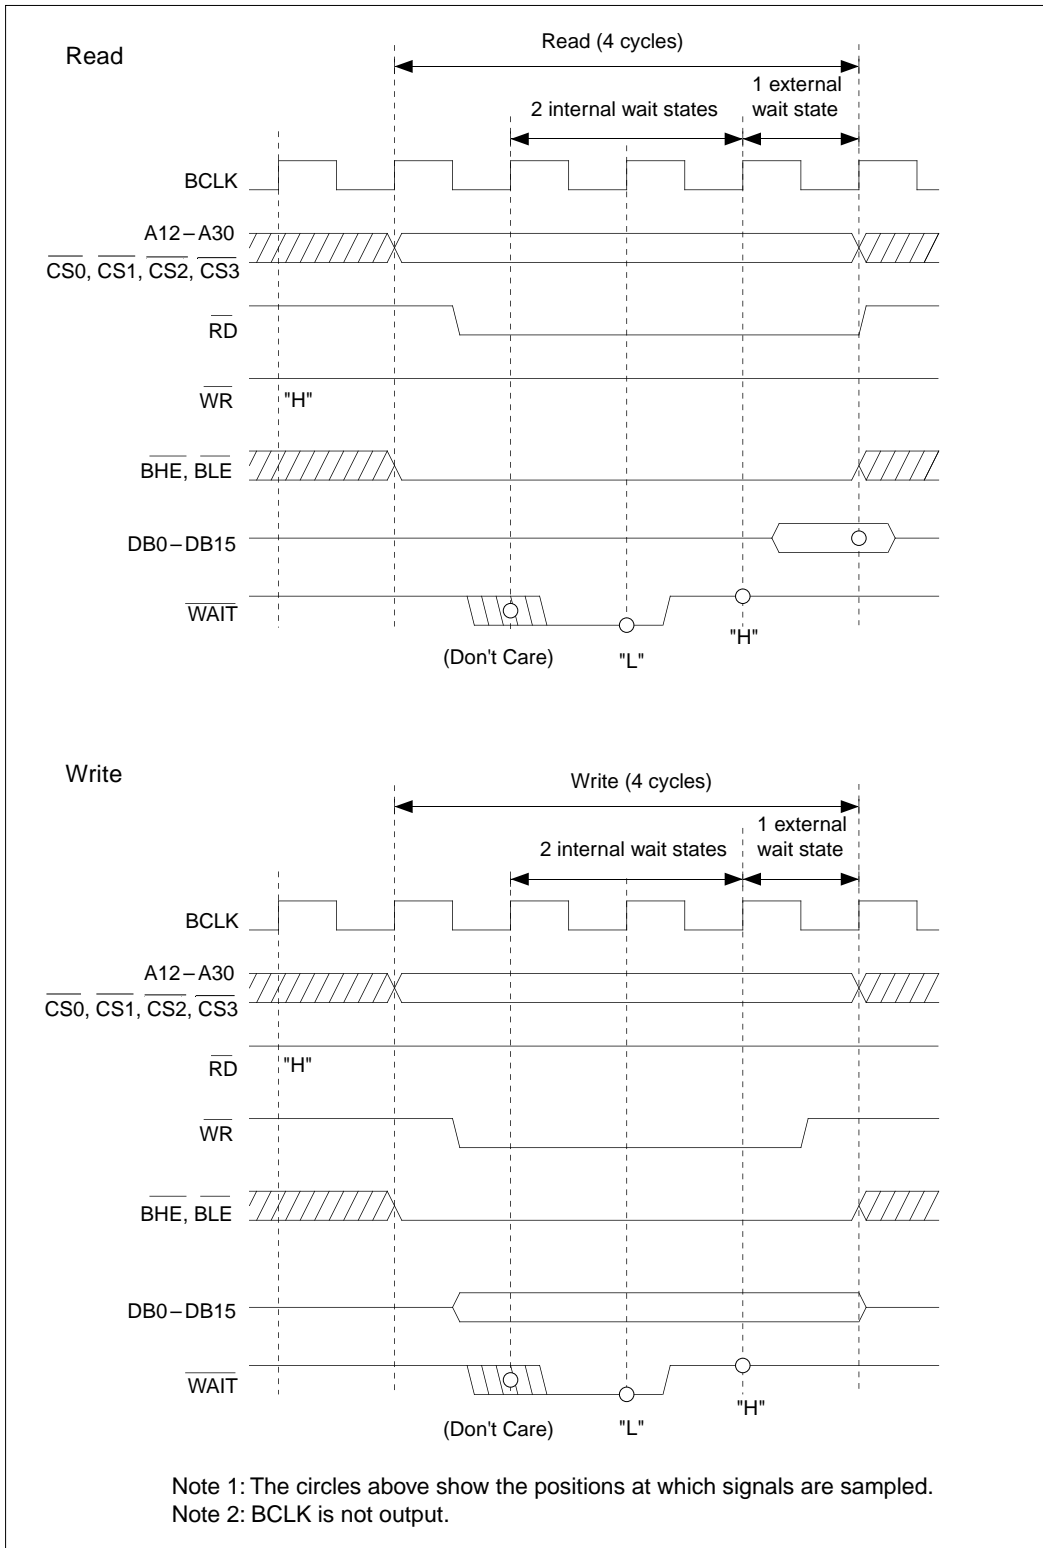 Read
Read (4 cycles)
1 external
2 internal wait states
wait state
BCLK
A12–A30
CS0, CS1, CS2, CS3
RD
WR
"H"
BHE, BLE
DB0–DB15
WAIT
(Don't Care)
"L"
"H"
Write
Write (4 cycles)
1 external
2 internal wait states
wait state
BCLK
A12–A30
CS0, CS1, CS2, CS3
RD
"H"
WR
BHE, BLE
DB0–DB15
WAIT
(Don't Care)
"L"
"H"
Note 1: The circles above show the positions at which signals are sampled.
Note 2: BCLK is not output.